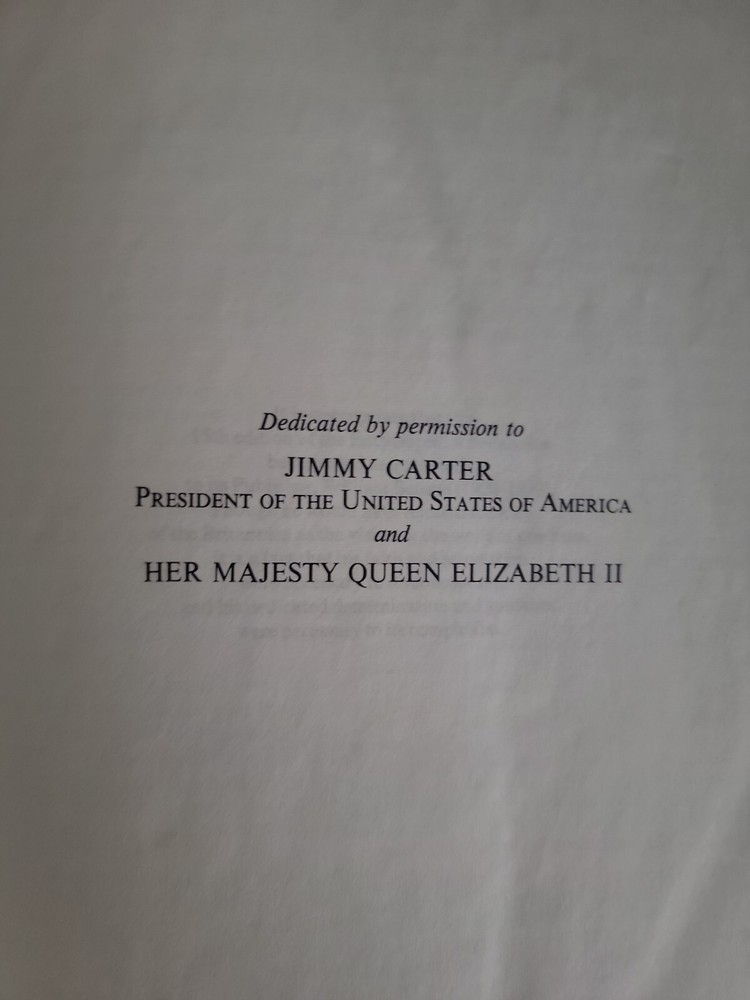 Dedicated by permission to
JIMMY CARTER
PRESIDENT OF THE UNITED STATES OF AMERICA
and
HER MAJESTY QUEEN ELIZABETH II